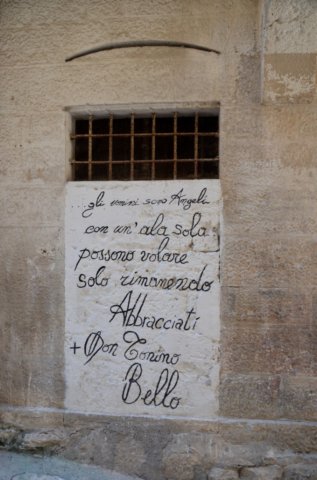 ...gli uomini sono Angeli
con un' ala sola
possono volare
solo rimanendo
Abbracciati
+ Don Tonino
Bello